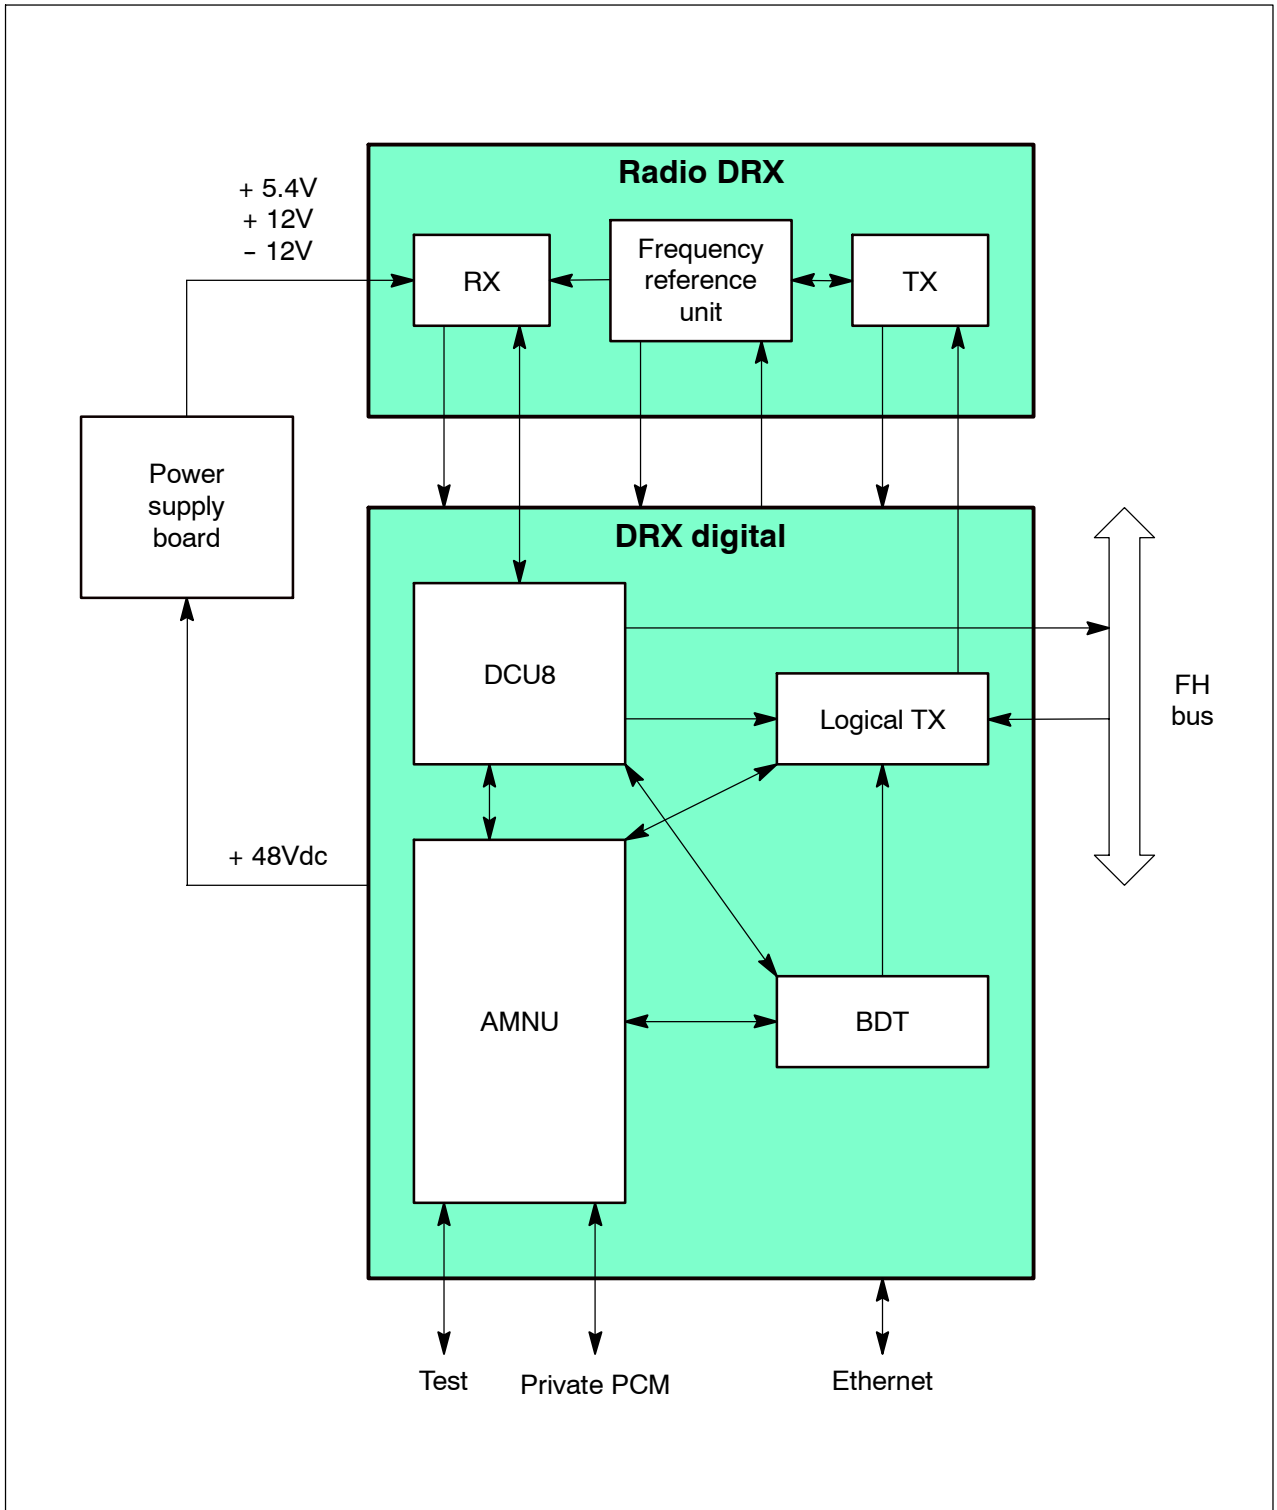 Radio DRX
+ 5.4V
+ 12V
− 12V
RX
Frequency
reference
unit
TX
Power
supply
board
DRX digital
DCU8
Logical TX
FH
bus
+ 48Vdc
AMNU
BDT
Test
Private PCM
Ethernet